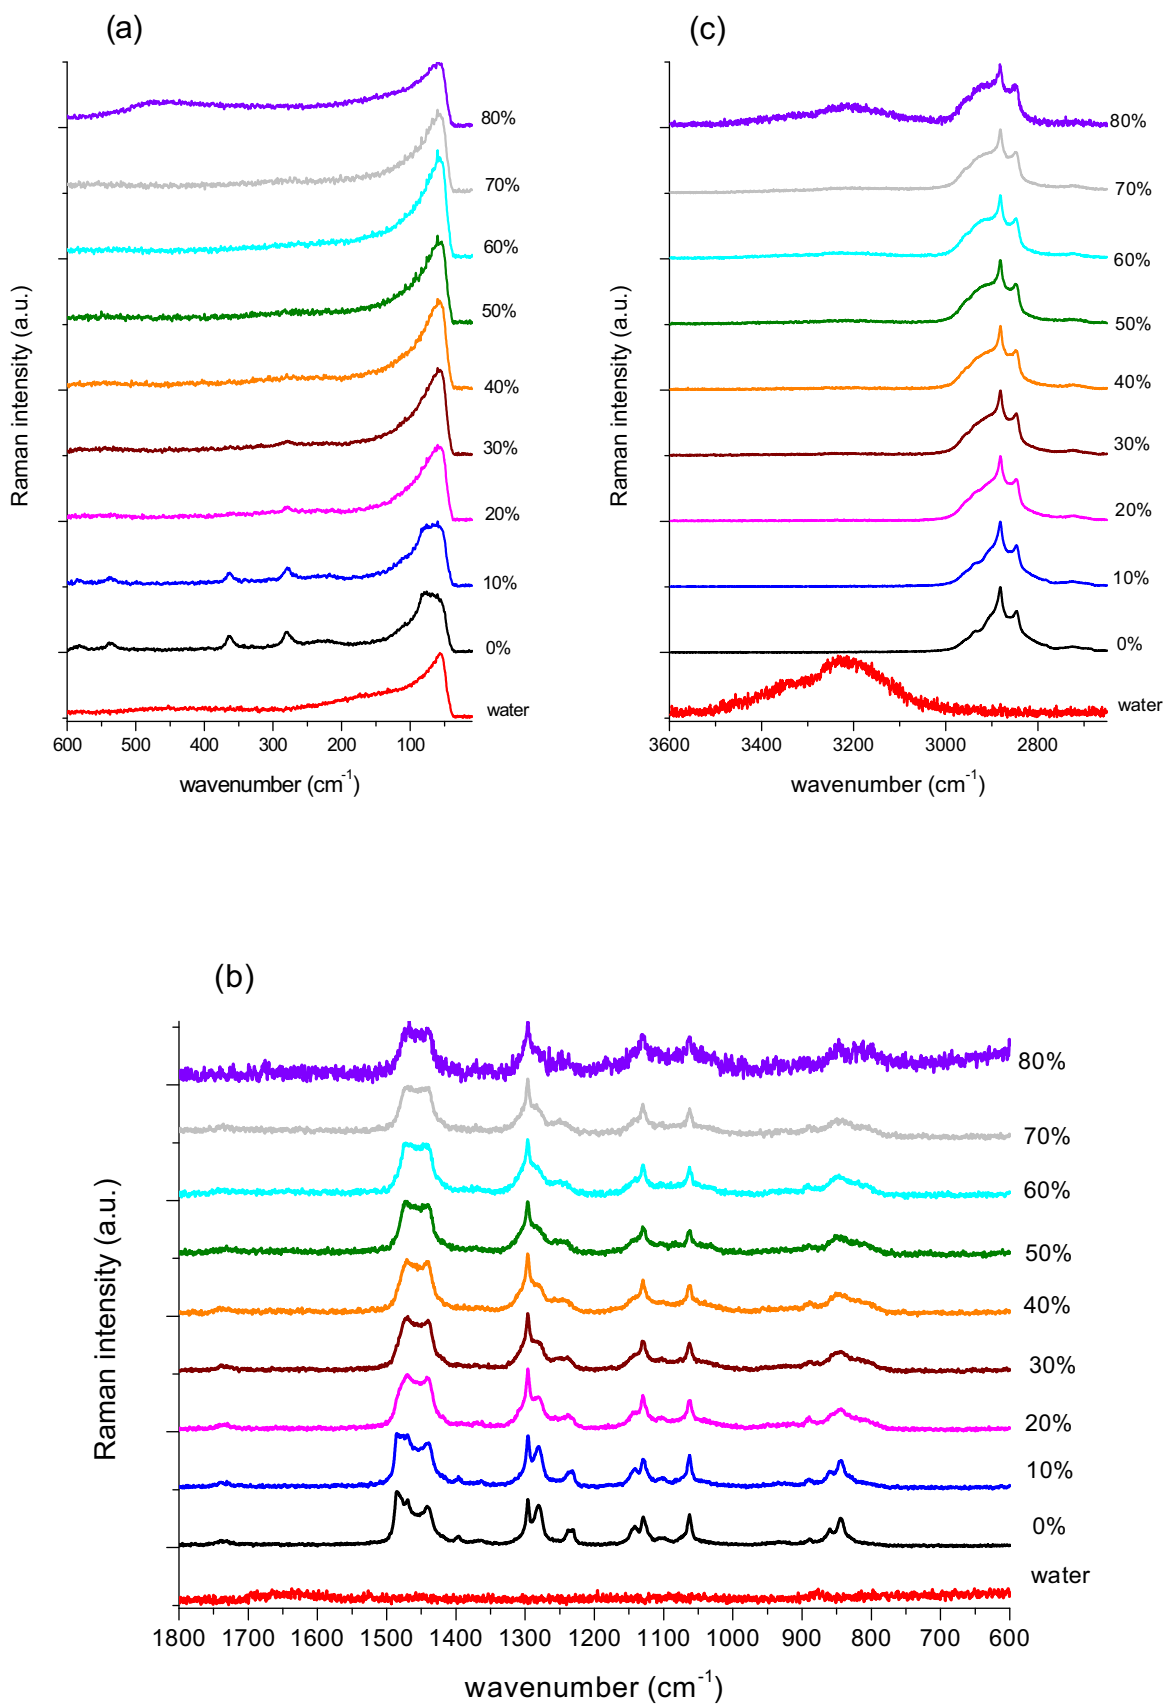 (a)
Raman intensity (a.u.)
80%
70%
60%
50%
40%
30%
20%
10%
0%
water
600 500 400 300 200 100
wavenumber (cm-1)
(c)
Raman intensity (a.u.)
80%
70%
60%
50%
40%
30%
20%
10%
0%
water
3600 3400 3200 3000 2800
wavenumber (cm-1)
(b)
Raman intensity (a.u.)
80%
70%
60%
50%
40%
30%
20%
10%
0%
water
1800 1700 1600 1500 1400 1300 1200 1100 1000 900 800 700 600
wavenumber (cm-1)